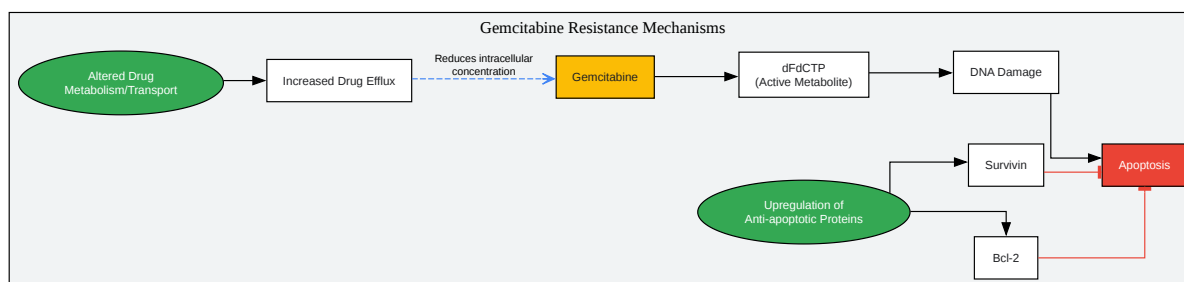 Gemcitabine Resistance Mechanisms
Altered Drug
Metabolism/Transport
Increased Drug Efflux
Reduces intracellular
concentration
Gemcitabine
dFdCTP
(Active Metabolite)
DNA Damage
Survivin
Apoptosis
Upregulation of
Anti-apoptotic Proteins
Bcl-2